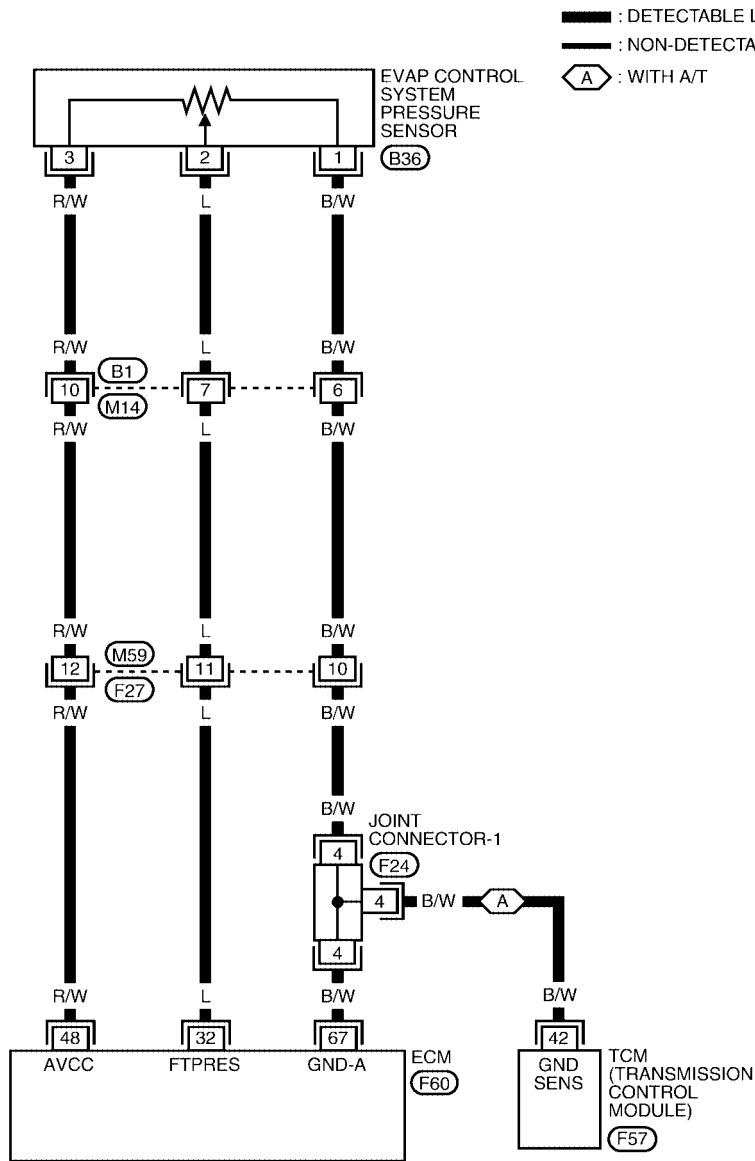 : DETECTABLE L
: NON-DETECTA
A : WITH A/T
EVAP CONTROL
SYSTEM
PRESSURE
SENSOR
B36
3 2 1
R/W L B/W
R/W L B/W
B1
10 7 6
M14
R/W L B/W
R/W L B/W
M59
12 11 10
F27
R/W L B/W
B/W
JOINT
CONNECTOR-1
4
F24
4 B/W A
4
R/W L B/W B/W
48 32 67 42
AVCC FTPRES GND-A
ECM
F60
GND
SENS
TCM
(TRANSMISSION
CONTROL
MODULE)
F57